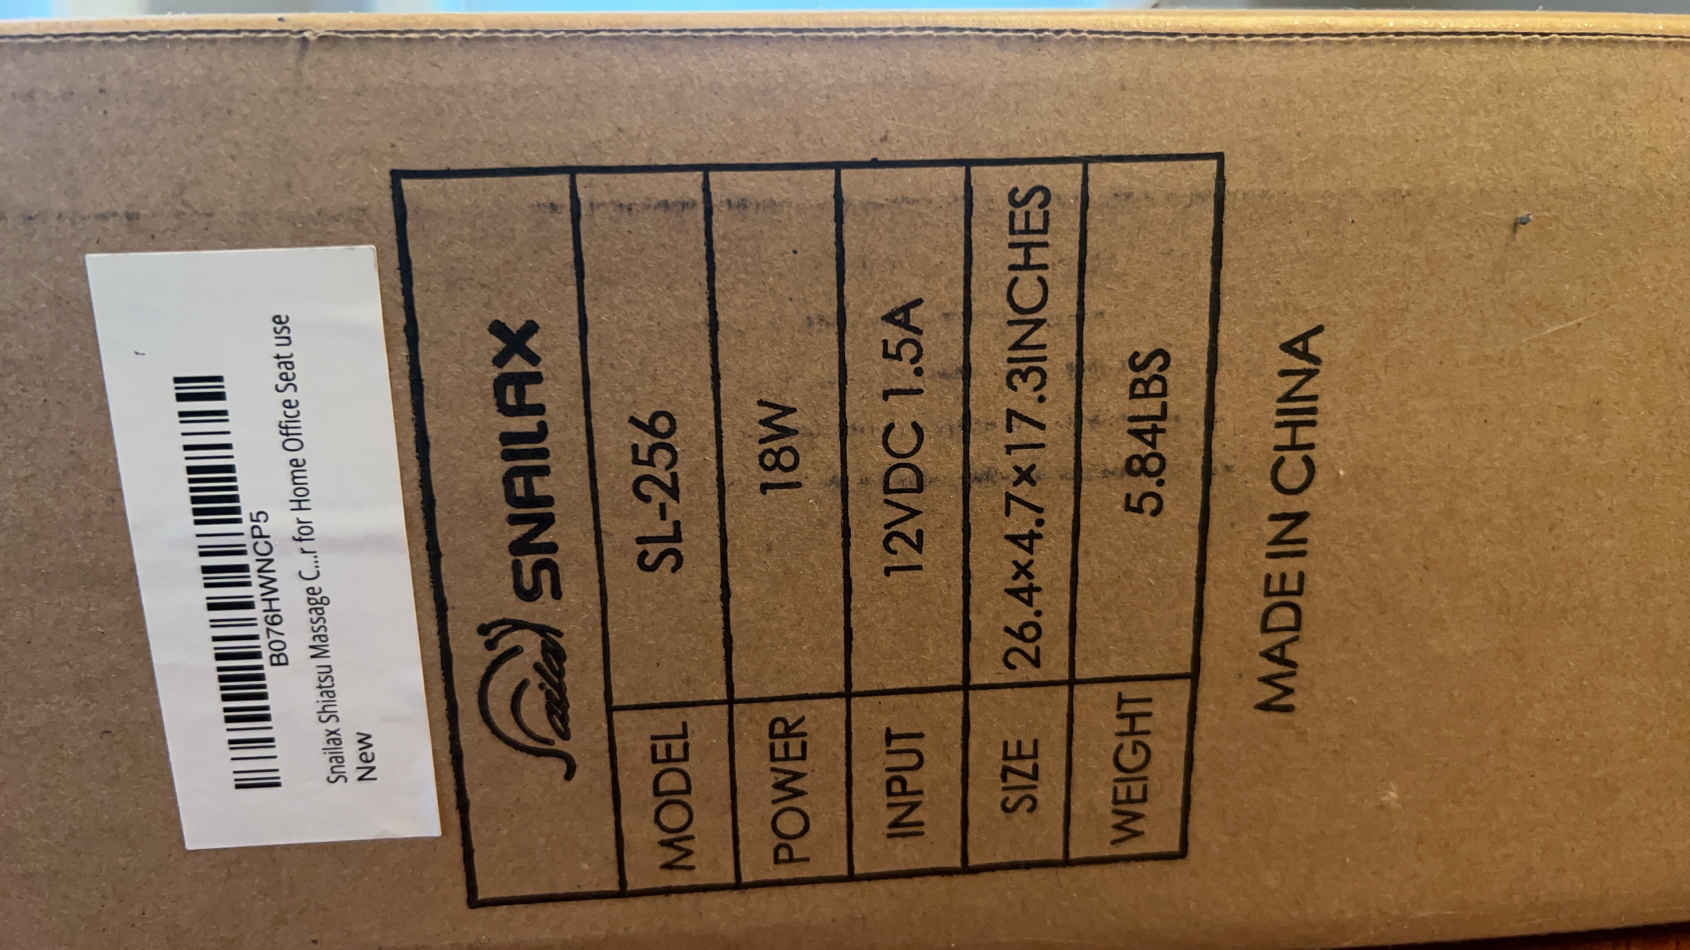 B076HWNCP5
Snailax Shiatsu Massage C...r for Home Office Seat use
New
Snailax SNAILAX
MODEL SL-256
POWER 18W
INPUT 12VDC 1.5A
SIZE 26.4×4.7×17.3INCHES
WEIGHT 5.84LBS
MADE IN CHINA